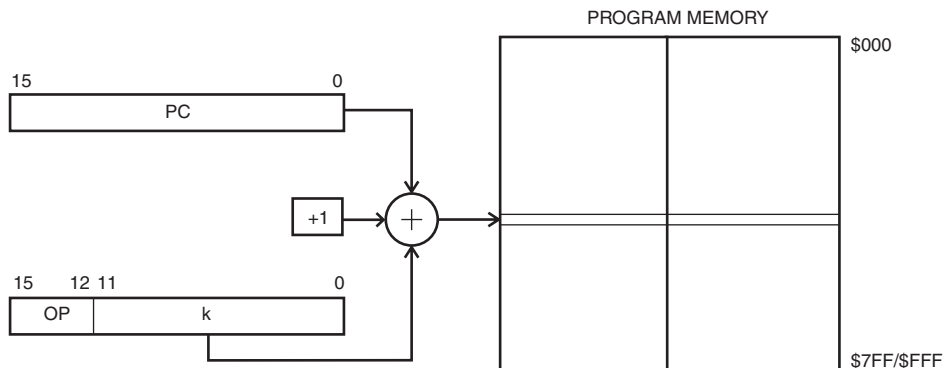 PROGRAM MEMORY
$000
15 0
PC
+1
+
15 12 11 0
OP k
$7FF/$FFF